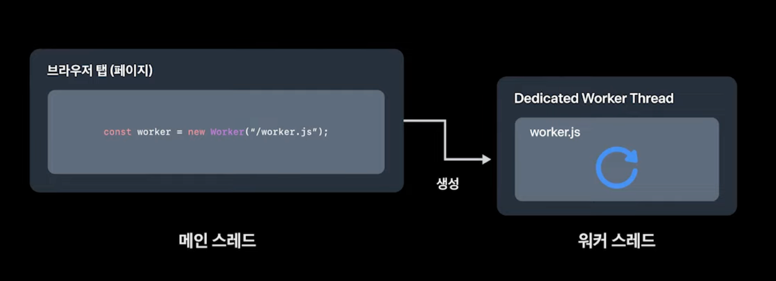 브라우저 탭 (페이지)
const worker = new Worker(“/worker.js”);
메인 스레드
생성
Dedicated Worker Thread
worker.js
워커 스레드